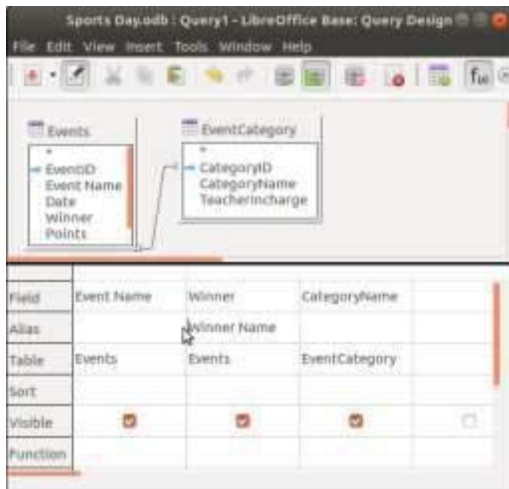 Sports Day.odb : Query1 - LibreOffice Base: Query Design
File Edit View Insert Tools Window Help
Events
*
EventID
Event Name
Date
Winner
Points
EventCategory
*
CategoryID
CategoryName
TeacherIncharge
Field Event Name Winner CategoryName
Alias Winner Name
Table Events Events EventCategory
Sort
Visible
Function